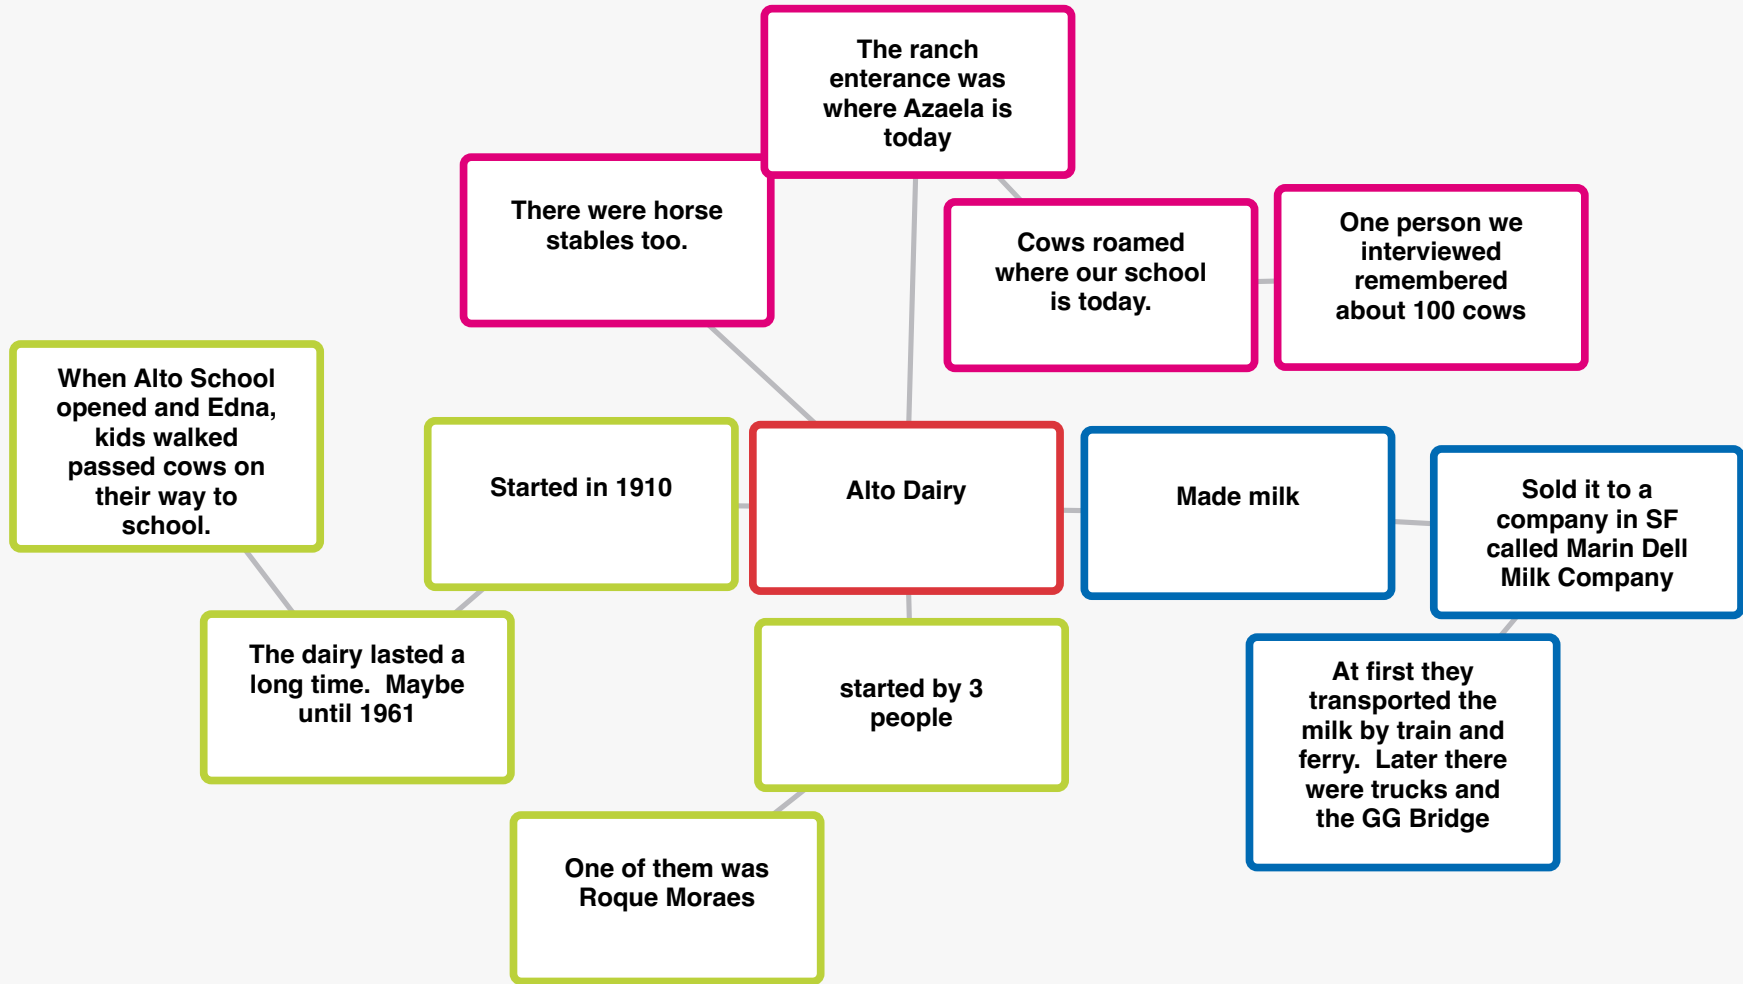 The ranch
enterance was
where Azaela is
today
There were horse
stables too.
Cows roamed
where our school
is today.
One person we
interviewed
remembered
about 100 cows
When Alto School
opened and Edna,
kids walked
passed cows on
their way to
school.
Started in 1910
Alto Dairy
Made milk
Sold it to a
company in SF
called Marin Dell
Milk Company
The dairy lasted a
long time.  Maybe
until 1961
started by 3
people
At first they
transported the
milk by train and
ferry.  Later there
were trucks and
the GG Bridge
One of them was
Roque Moraes